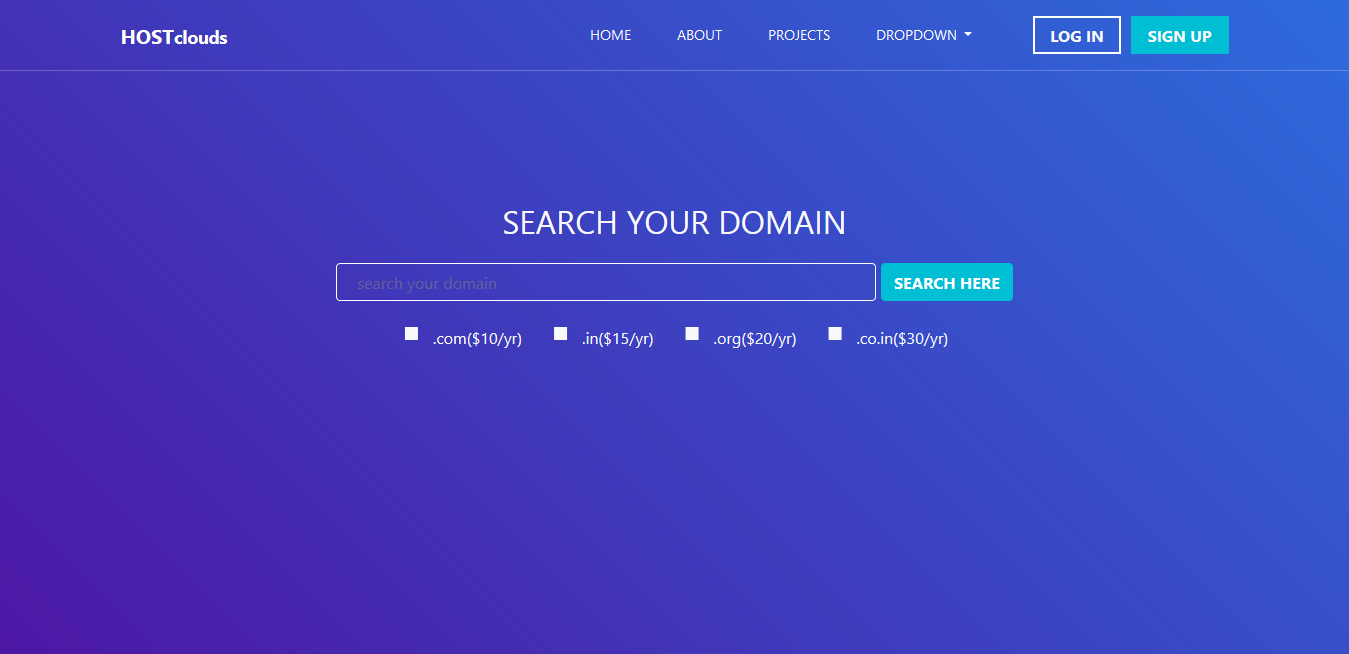 HOSTclouds HOME ABOUT PROJECTS DROPDOWN LOG IN SIGN UP
SEARCH YOUR DOMAIN
search your domain SEARCH HERE
.com($10/yr) .in($15/yr) .org($20/yr) .co.in($30/yr)